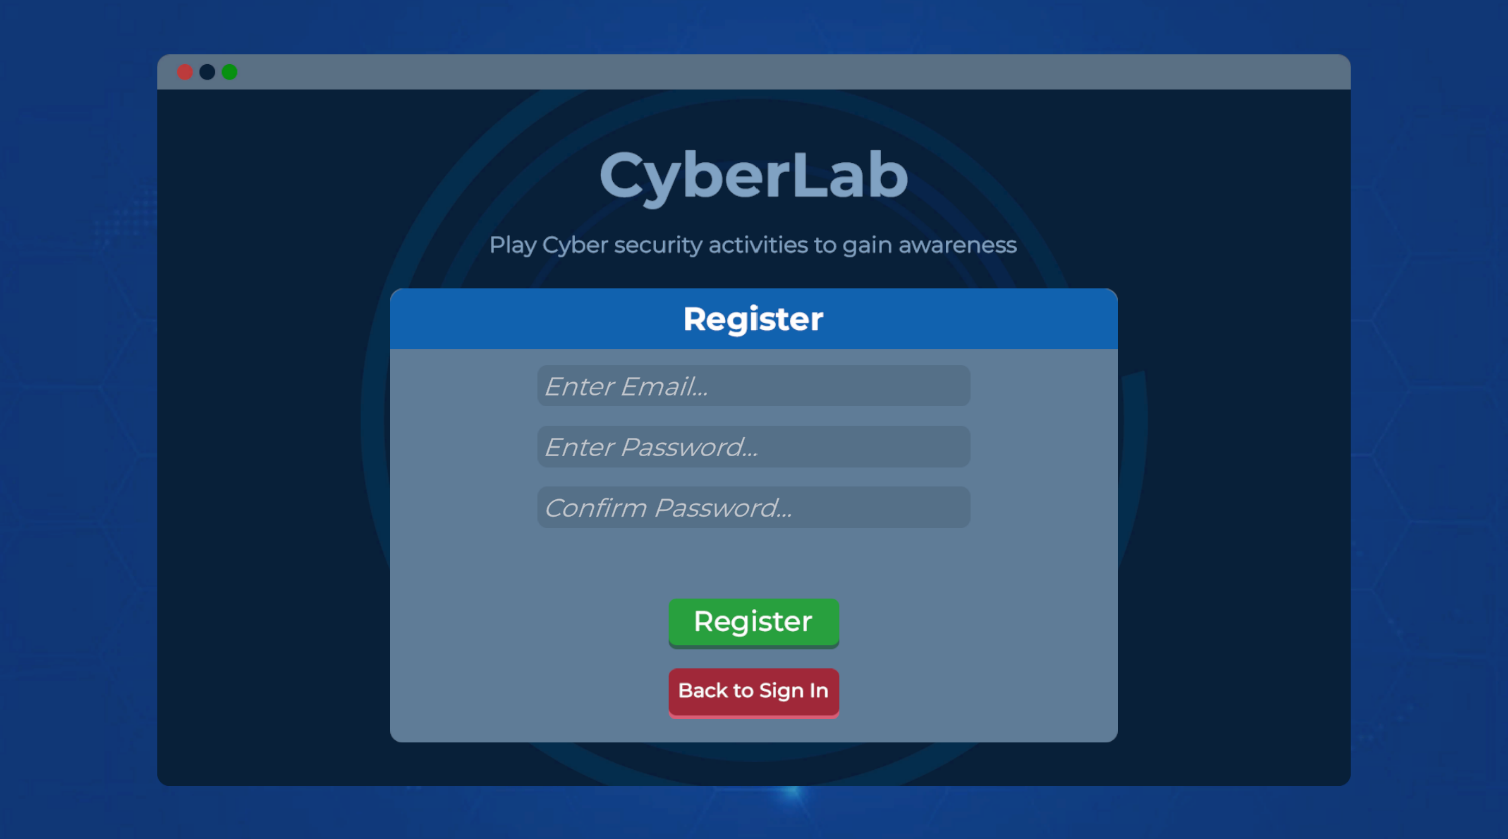 CyberLab
Play Cyber security activities to gain awareness
Register
Enter Email...
Enter Password...
Confirm Password...
Register
Back to Sign In